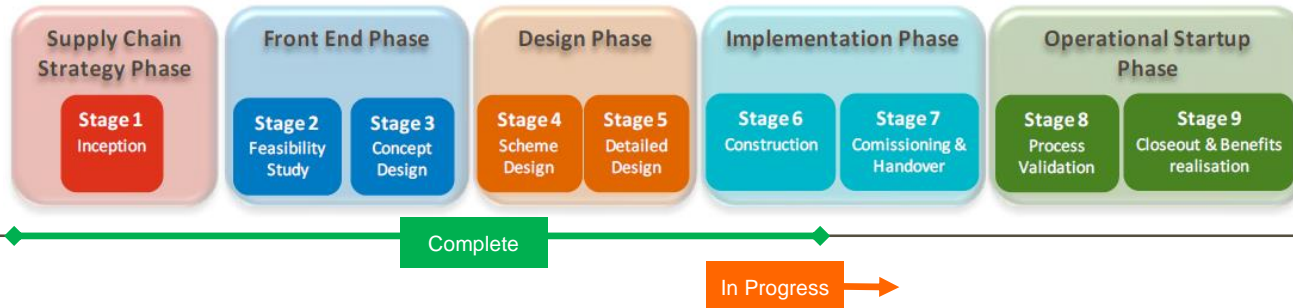 Supply Chain
Strategy Phase
Stage 1
Inception
Front End Phase
Stage 2
Feasibility
Study
Stage 3
Concept
Design
Design Phase
Stage 4
Scheme
Design
Stage 5
Detailed
Design
Implementation Phase
Stage 6
Construction
Stage 7
Comissioning &
Handover
Operational Startup
Phase
Stage 8
Process
Validation
Stage 9
Closeout & Benefits
realisation
Complete
In Progress